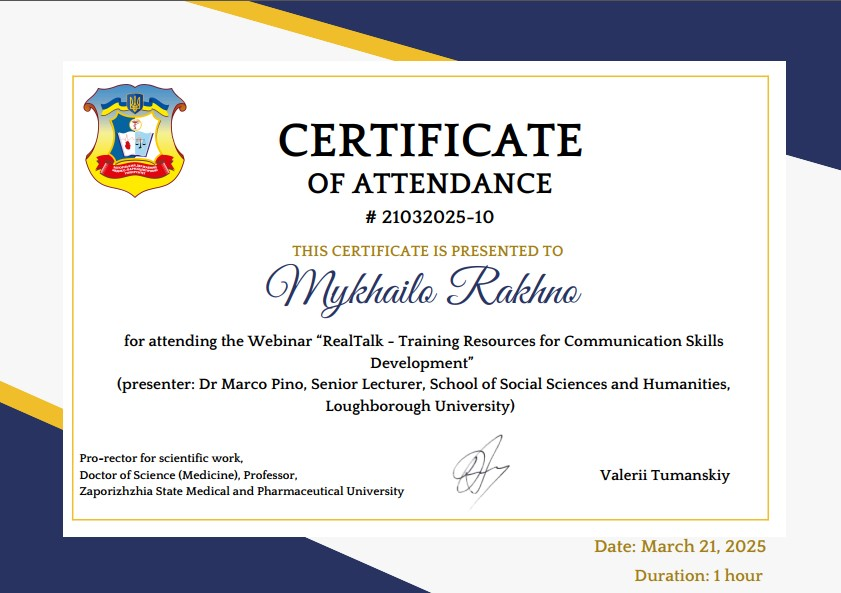 CERTIFICATE
OF ATTENDANCE
# 21032025-10
THIS CERTIFICATE IS PRESENTED TO
Mykhailo Rakhno
for attending the Webinar “RealTalk - Training Resources for Communication Skills
Development”
(presenter: Dr Marco Pino, Senior Lecturer, School of Social Sciences and Humanities,
Loughborough University)
Pro-rector for scientific work,
Doctor of Science (Medicine), Professor,
Zaporizhzhia State Medical and Pharmaceutical University
Valerii Tumanskiy
Date: March 21, 2025
Duration: 1 hour